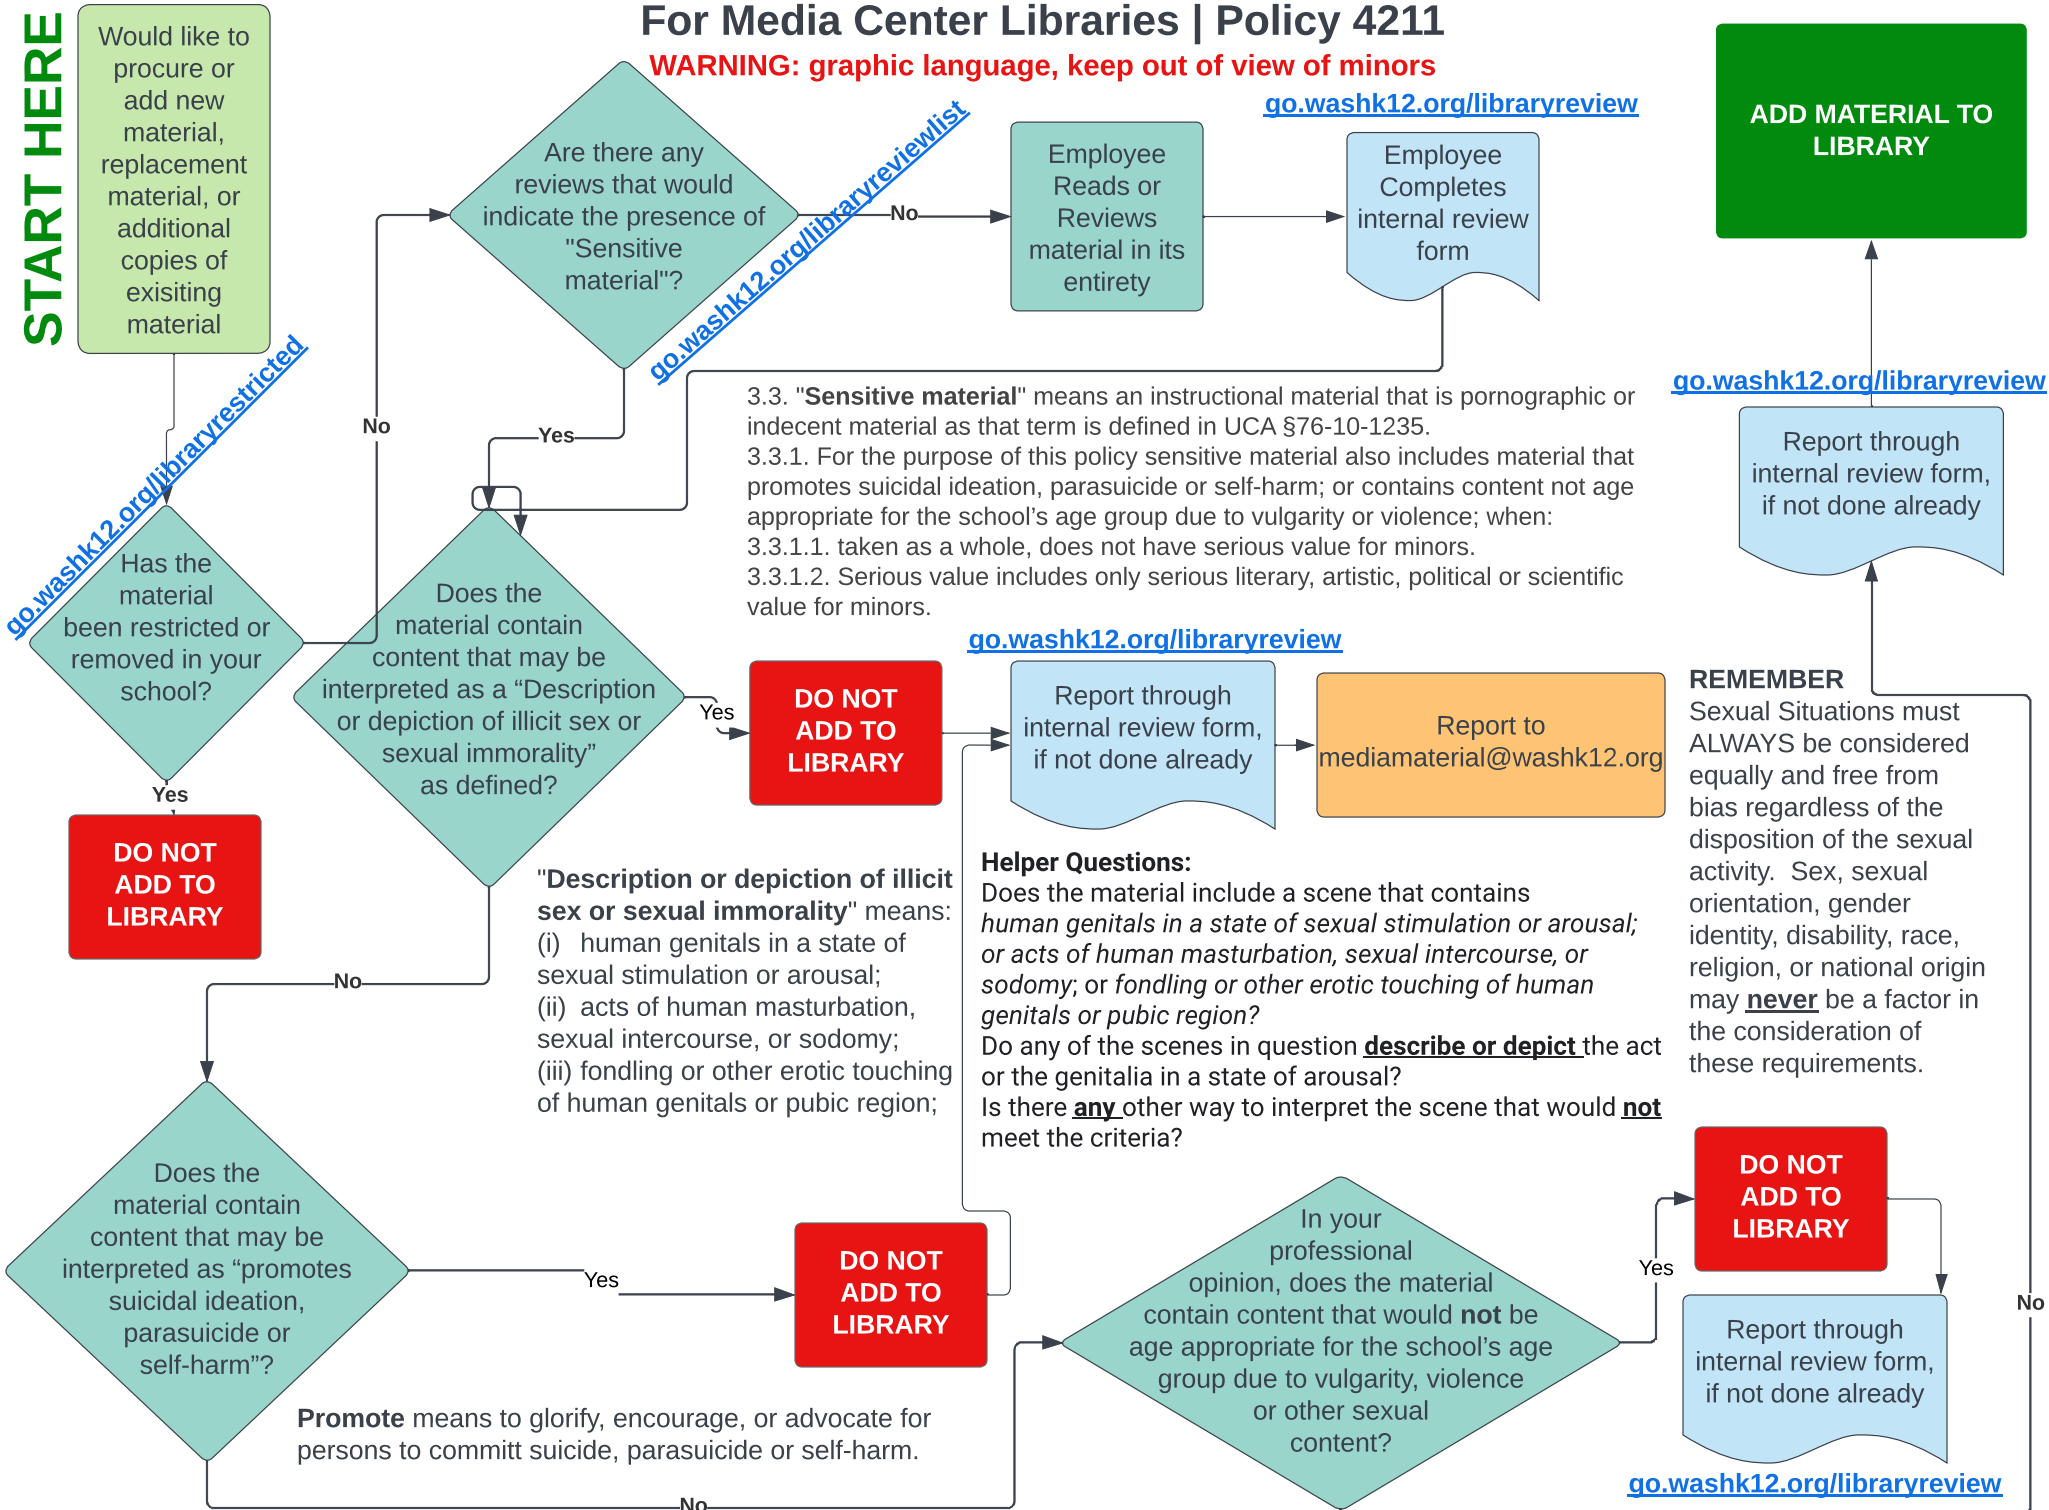 For Media Center Libraries | Policy 4211
WARNING: graphic language, keep out of view of minors
START HERE
Would like to
procure or
add new
material,
replacement
material, or
additional
copies of
exisiting
material
go.washk12.org/libraryrestricted
Has the
material
been restricted or
removed in your
school?
Yes
DO NOT
ADD TO
LIBRARY
No
Are there any
reviews that would
indicate the presence of
"Sensitive
material"?
go.washk12.org/libraryreviewlist
No
Employee
Reads or
Reviews
material in its
entirety
go.washk12.org/libraryreview
Employee
Completes
internal review
form
Yes
3.3. "Sensitive material" means an instructional material that is pornographic or
indecent material as that term is defined in UCA §76-10-1235.
3.3.1. For the purpose of this policy sensitive material also includes material that
promotes suicidal ideation, parasuicide or self-harm; or contains content not age
appropriate for the school’s age group due to vulgarity or violence; when:
3.3.1.1. taken as a whole, does not have serious value for minors.
3.3.1.2. Serious value includes only serious literary, artistic, political or scientific
value for minors.
Does the
material contain
content that may be
interpreted as a “Description
or depiction of illicit sex or
sexual immorality”
as defined?
Yes
DO NOT
ADD TO
LIBRARY
go.washk12.org/libraryreview
Report through
internal review form,
if not done already
Report to
mediamaterial@washk12.org
"Description or depiction of illicit
sex or sexual immorality" means:
(i) human genitals in a state of
sexual stimulation or arousal;
(ii) acts of human masturbation,
sexual intercourse, or sodomy;
(iii) fondling or other erotic touching
of human genitals or pubic region;
Helper Questions:
Does the material include a scene that contains
human genitals in a state of sexual stimulation or arousal;
or acts of human masturbation, sexual intercourse, or
sodomy; or fondling or other erotic touching of human
genitals or pubic region?
Do any of the scenes in question describe or depict the act
or the genitalia in a state of arousal?
Is there any other way to interpret the scene that would not
meet the criteria?
No
Does the
material contain
content that may be
interpreted as “promotes
suicidal ideation,
parasuicide or
self-harm”?
Yes
DO NOT
ADD TO
LIBRARY
Promote means to glorify, encourage, or advocate for
persons to committ suicide, parasuicide or self-harm.
No
In your
professional
opinion, does the material
contain content that would not be
age appropriate for the school’s age
group due to vulgarity, violence
or other sexual
content?
Yes
DO NOT
ADD TO
LIBRARY
Report through
internal review form,
if not done already
go.washk12.org/libraryreview
No
REMEMBER
Sexual Situations must
ALWAYS be considered
equally and free from
bias regardless of the
disposition of the sexual
activity. Sex, sexual
orientation, gender
identity, disability, race,
religion, or national origin
may never be a factor in
the consideration of
these requirements.
Report through
internal review form,
if not done already
go.washk12.org/libraryreview
ADD MATERIAL TO
LIBRARY